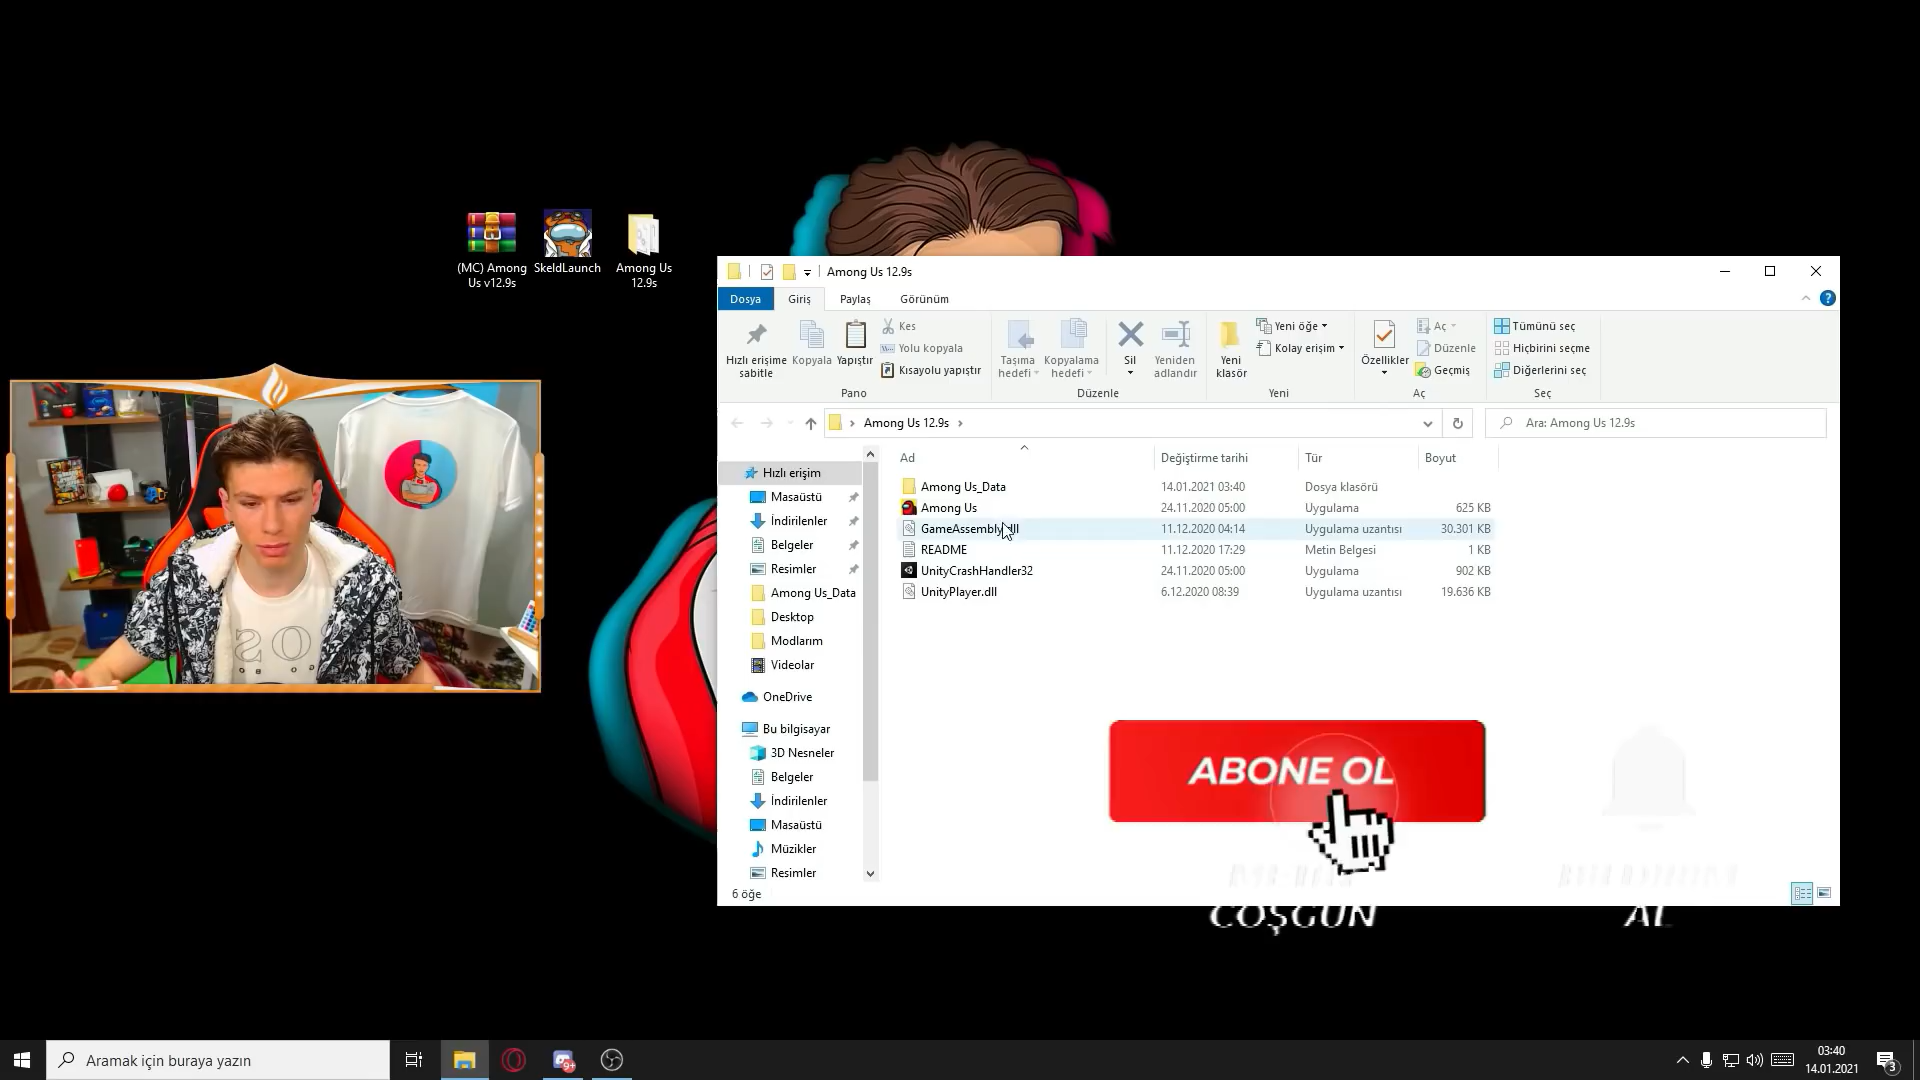 (MC) Among
Us v12.9s
SkeldLaunch
Among Us
12.9s
Among Us 12.9s
Dosya
Giriş
Paylaş
Görünüm
Hızlı erişime
sabitle
Kopyala
Yapıştır
Kes
Yolu kopyala
Kısayolu yapıştır
Taşıma
hedefi
Kopyalama
hedefi
Sil
Yeniden
adlandır
Yeni
klasör
Yeni öğe
Kolay erişim
Özellikler
Aç
Düzenle
Geçmiş
Tümünü seç
Hiçbirini seçme
Diğerlerini seç
Pano
Düzenle
Yeni
Aç
Seç
Among Us 12.9s
Ara: Among Us 12.9s
Hızlı erişim
Masaüstü
İndirilenler
Belgeler
Resimler
Among Us_Data
Desktop
Modlarım
Videolar
OneDrive
Bu bilgisayar
3D Nesneler
Belgeler
İndirilenler
Masaüstü
Müzikler
Resimler
Ad
Değiştirme tarihi
Tür
Boyut
Among Us_Data
14.01.2021 03:40
Dosya klasörü
Among Us
24.11.2020 05:00
Uygulama
625 KB
GameAssembly.dll
11.12.2020 04:14
Uygulama uzantısı
30.301 KB
README
11.12.2020 17:29
Metin Belgesi
1 KB
UnityCrashHandler32
24.11.2020 05:00
Uygulama
902 KB
UnityPlayer.dll
6.12.2020 08:39
Uygulama uzantısı
19.636 KB
ABONE OL
COŞGUN
AL
6 öğe
Aramak için buraya yazın
9+
03:40
14.01.2021
3